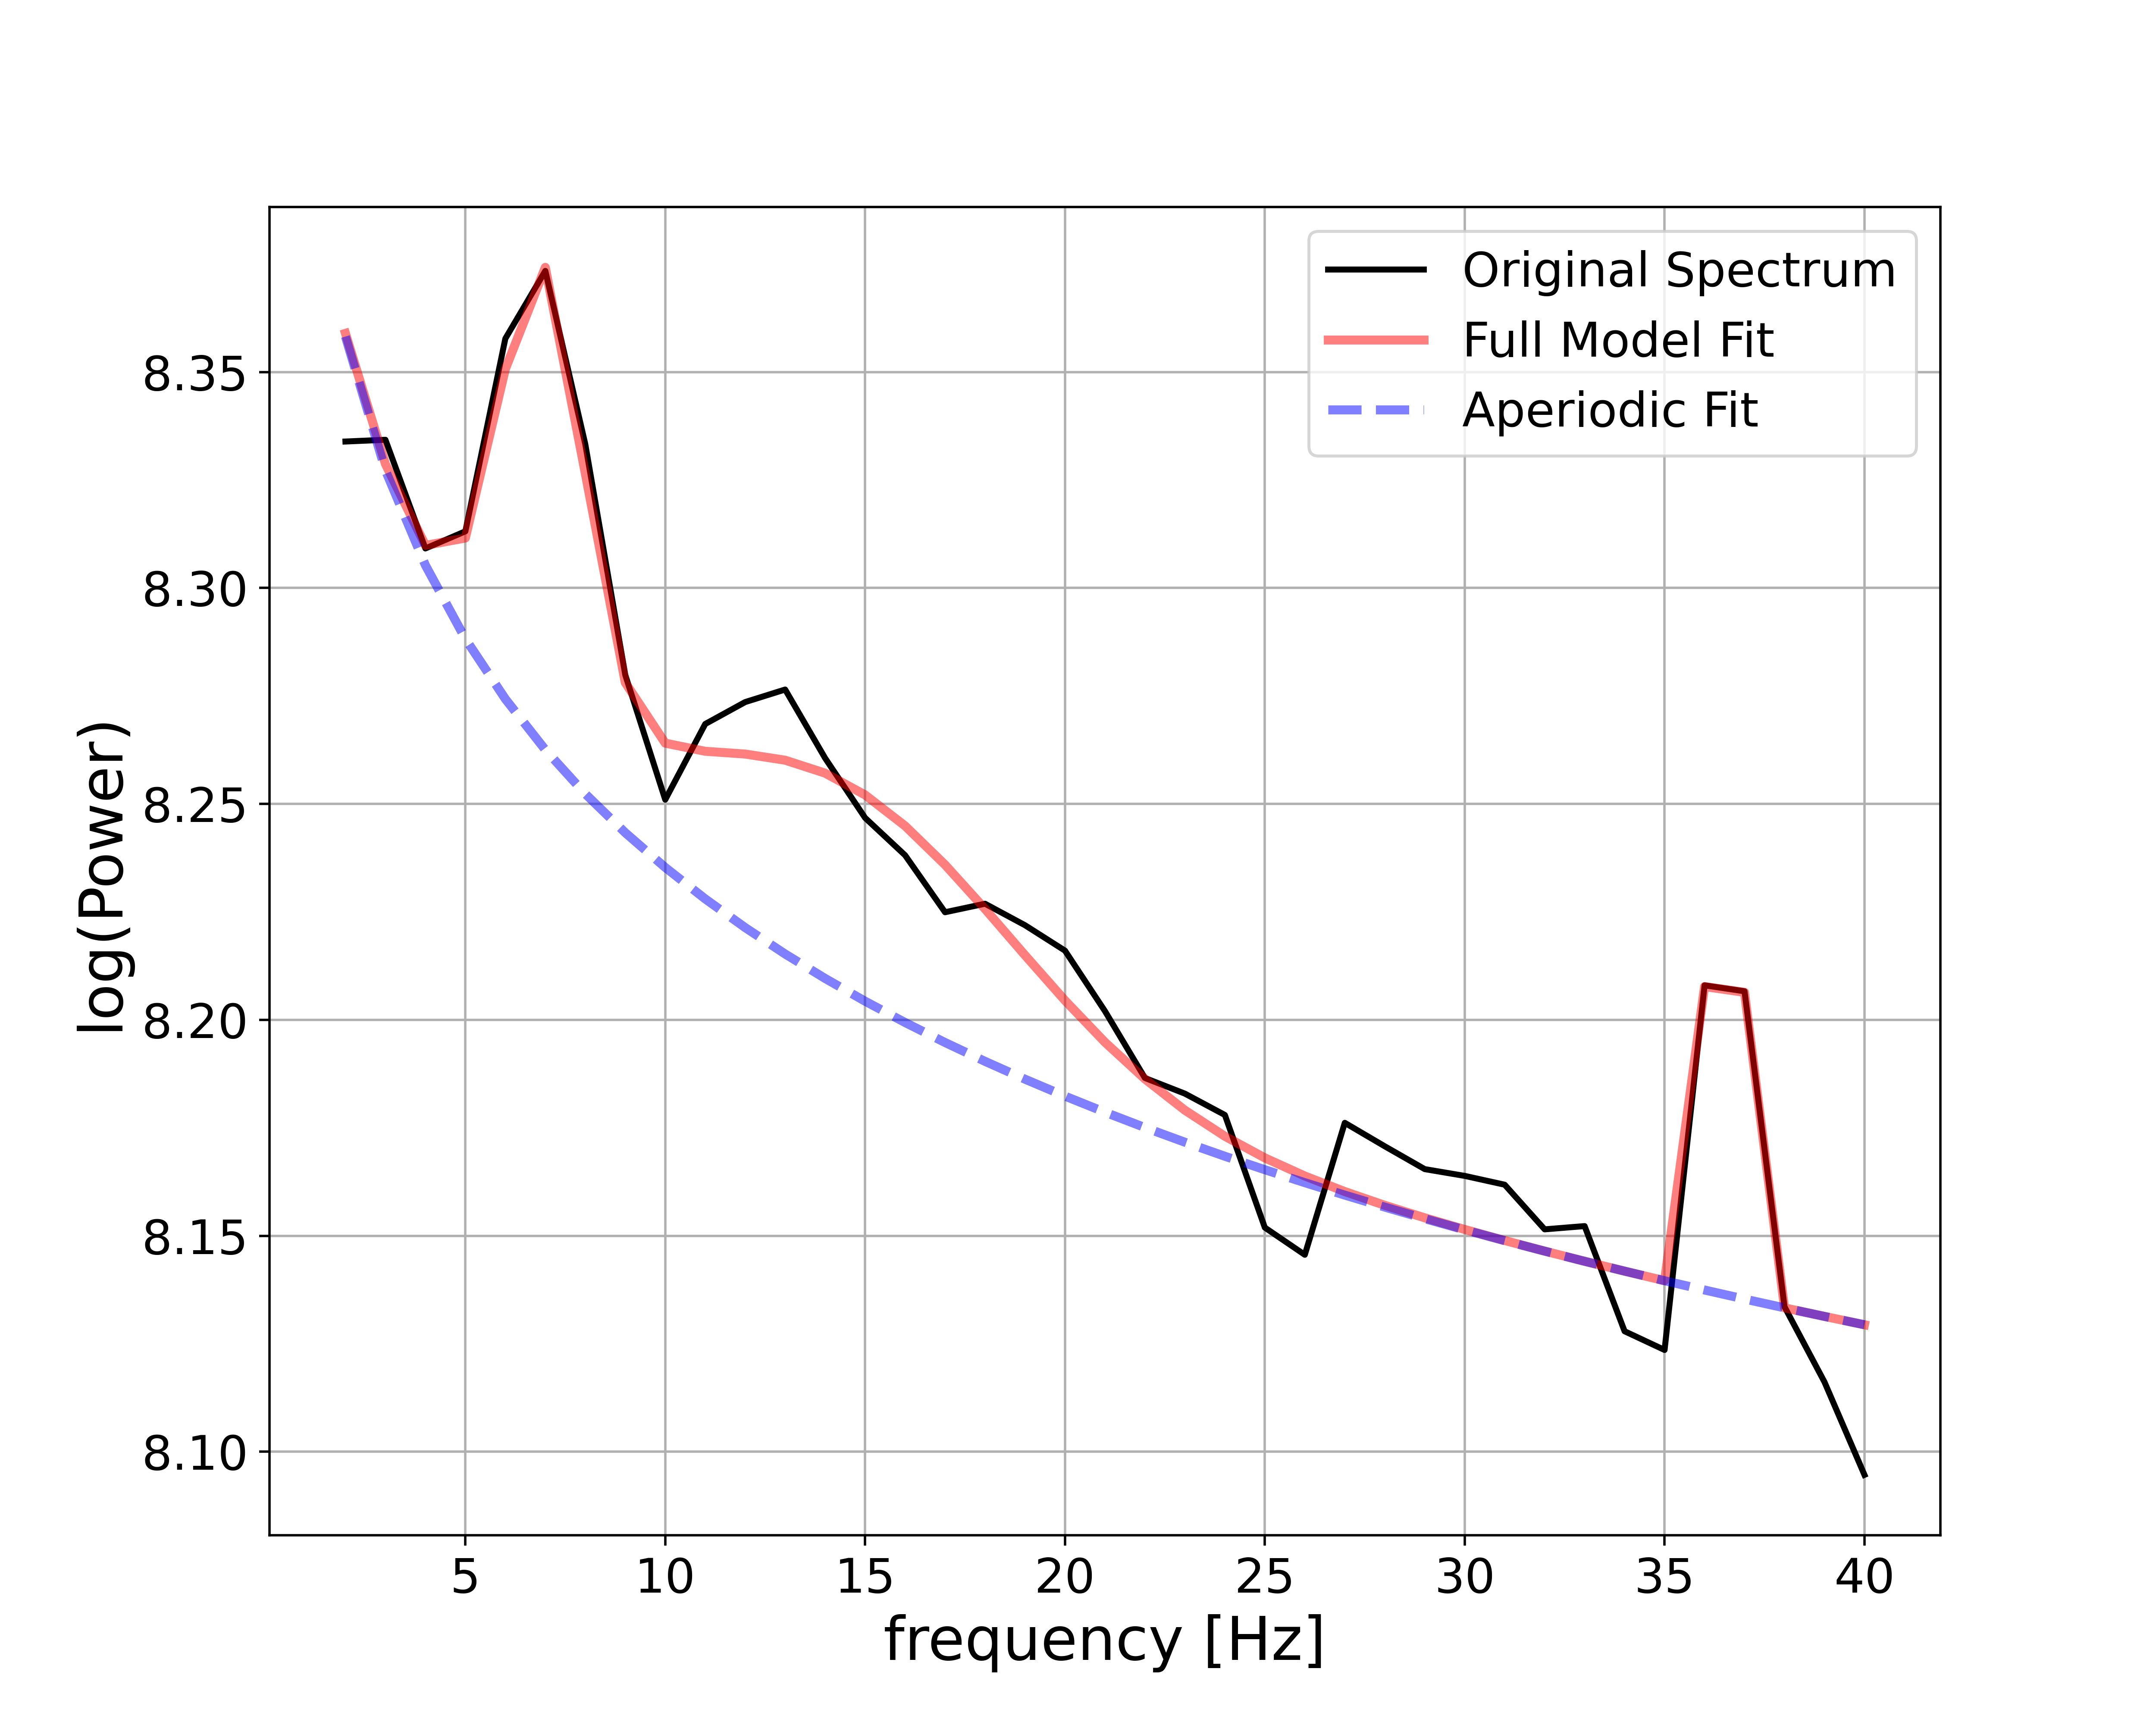 Original Spectrum
Full Model Fit
Aperiodic Fit
8.35
8.30
8.25
8.20
8.15
8.10
log(Power)
5 10 15 20 25 30 35 40
frequency [Hz]